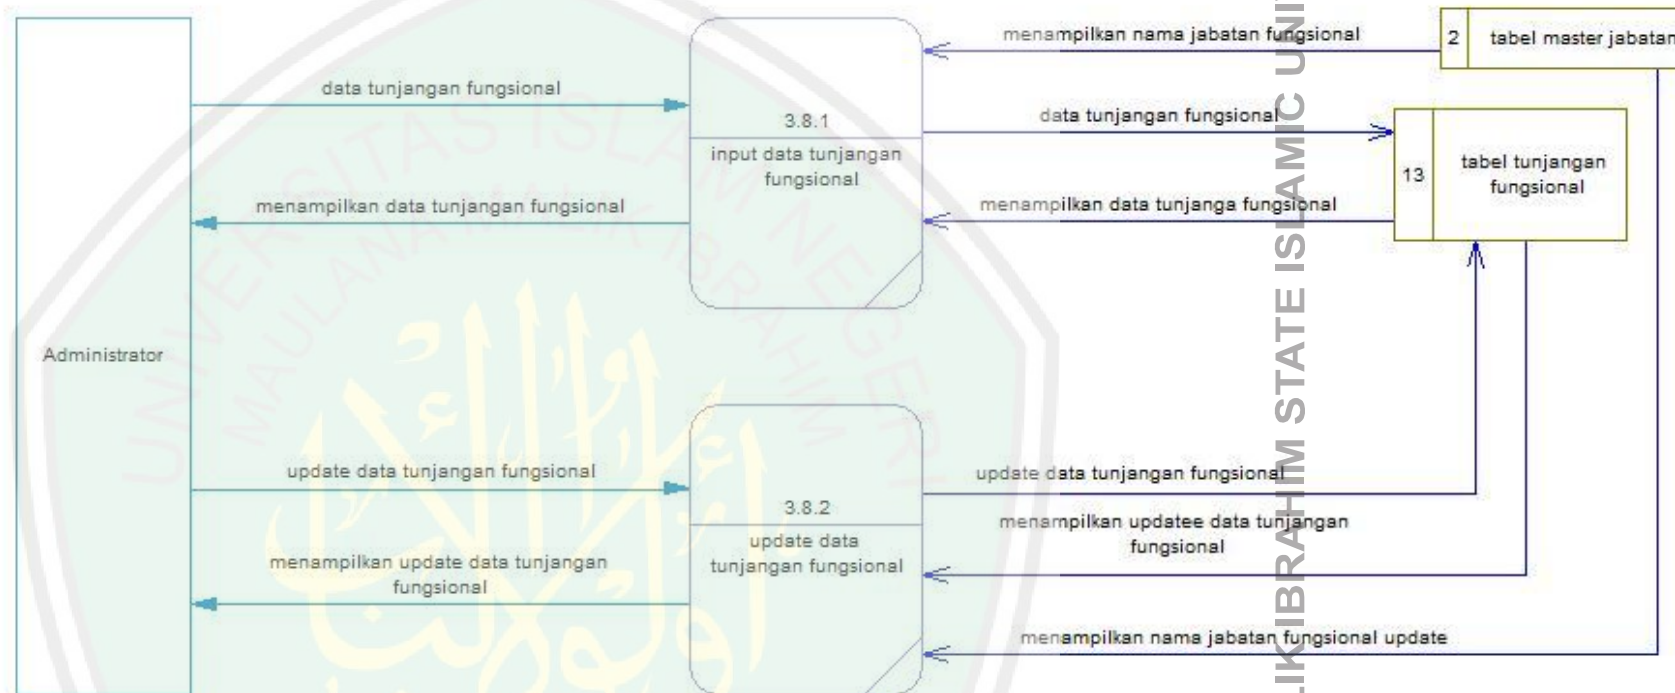 menampilkan nama jabatan fungsional
2
tabel master jabatan
data tunjangan fungsional
3.8.1
data tunjangan fungsional
input data tunjangan
fungsional
13
tabel tunjangan
fungsional
menampilkan data tunjangan fungsional
menampilkan data tunjanga fungsional
Administrator
update data tunjangan fungsional
update data tunjangan fungsional
3.8.2
menampilkan updatee data tunjangan
fungsional
update data
tunjangan fungsional
menampilkan update data tunjangan
fungsional
menampilkan nama jabatan fungsional update
UNIVERSITAS ISLAM NEGERI
MAULANA MALIK IBRAHIM
IKIBRAHIM STATE ISLAMIC UNI